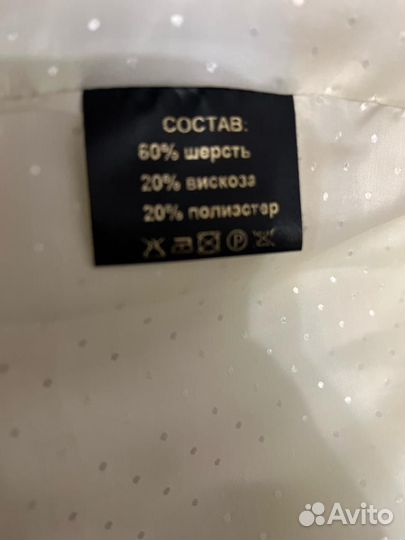 СОСТАВ:
60% шерсть
20% вискоза
20% полиэстер
P
Avito